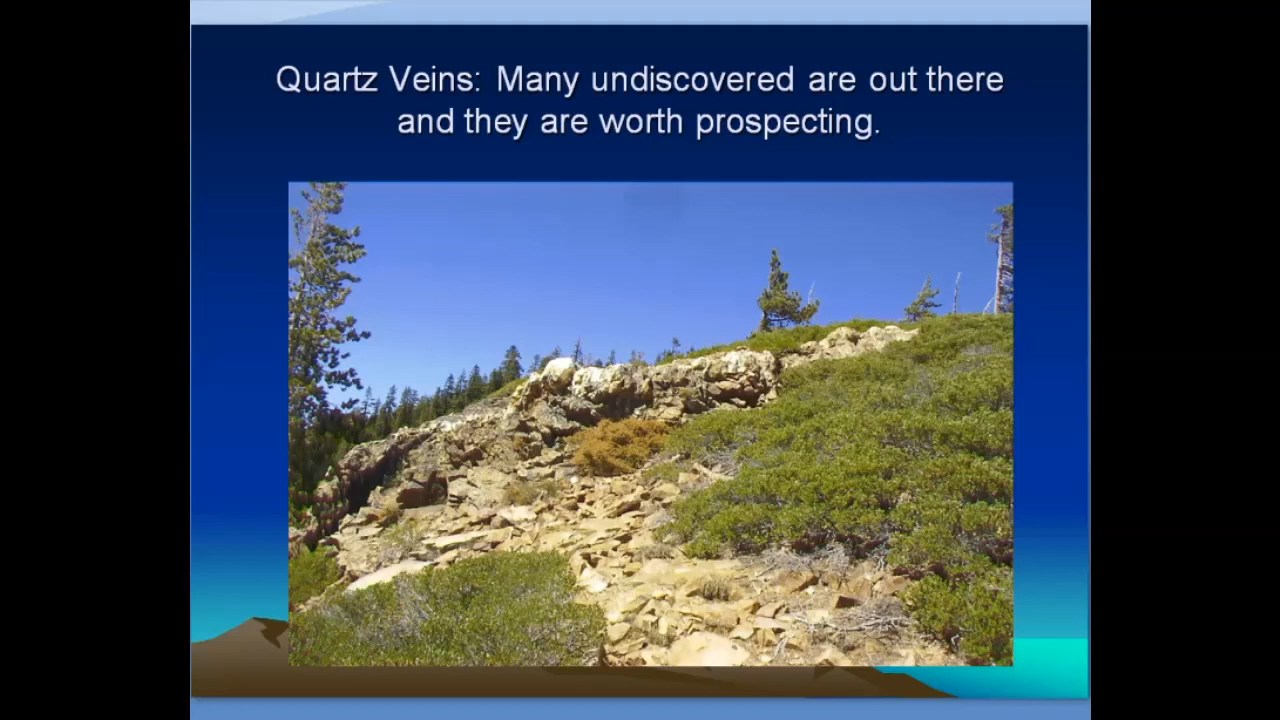 Quartz Veins: Many undiscovered are out there
and they are worth prospecting.